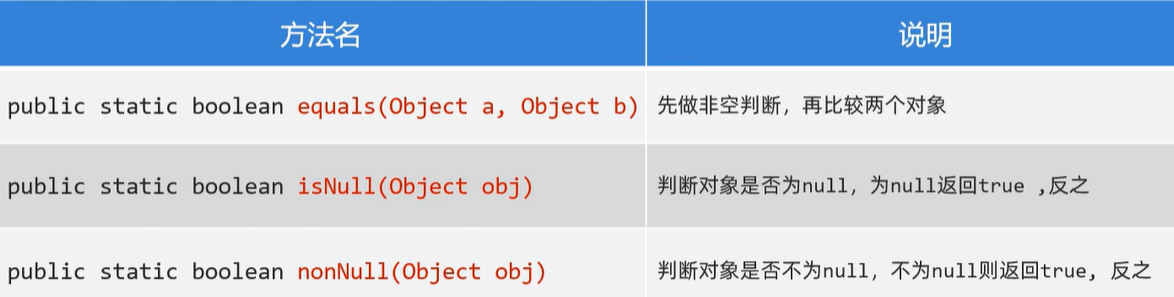 方法名 说明
public static boolean equals(Object a, Object b) 先做非空判断，再比较两个对象
public static boolean isNull(Object obj) 判断对象是否为null，为null返回true ,反之
public static boolean nonNull(Object obj) 判断对象是否不为null，不为null则返回true, 反之